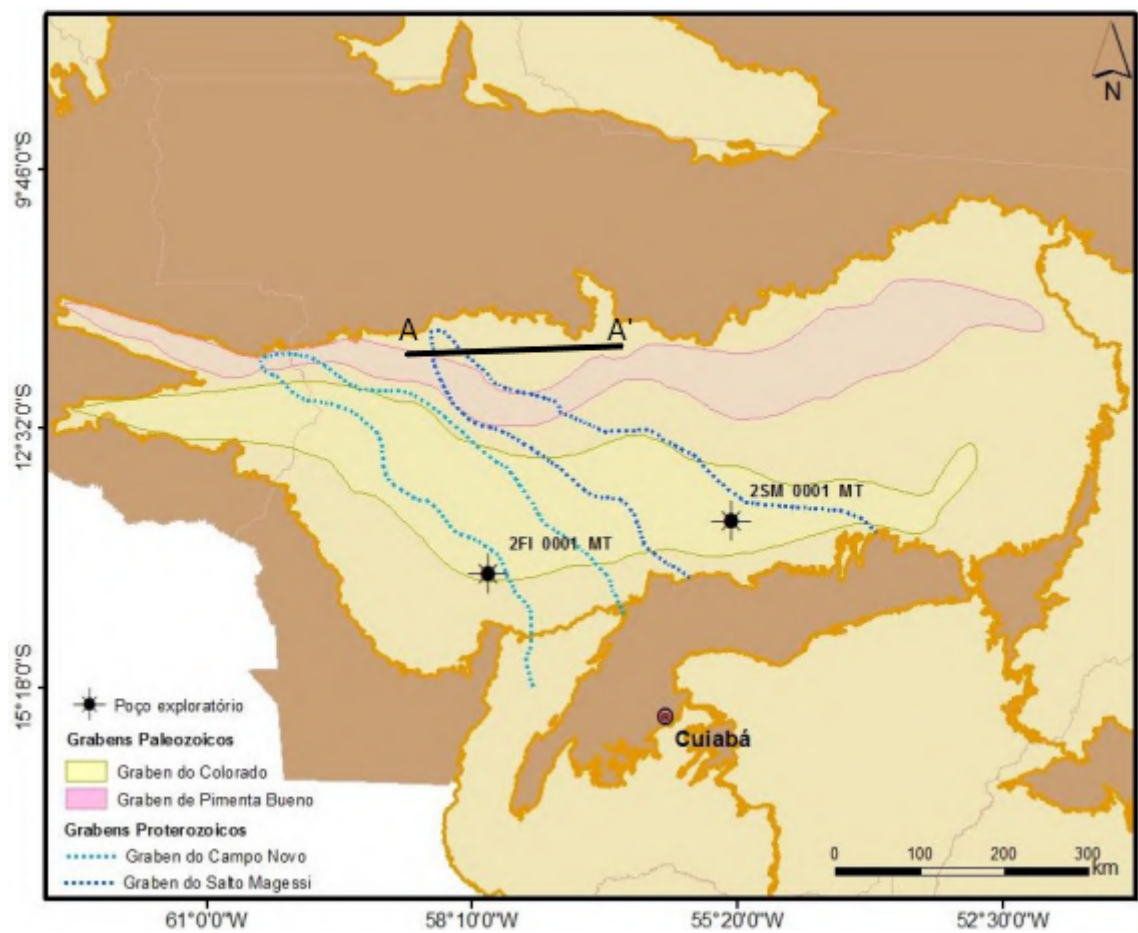 N
9°46'0"S
A A'
12°32'0"S
2SM 0001 MT
2FI 0001 MT
15°18'0"S
Poço exploratório
Cuiabá
Grabens Paleozoicos
Graben do Colorado
Graben de Pimenta Bueno
Grabens Proterozoicos
Graben do Campo Novo
Graben do Salto Magessi
0 100 200 300
km
61°0'0"W 58°10'0"W 55°20'0"W 52°30'0"W